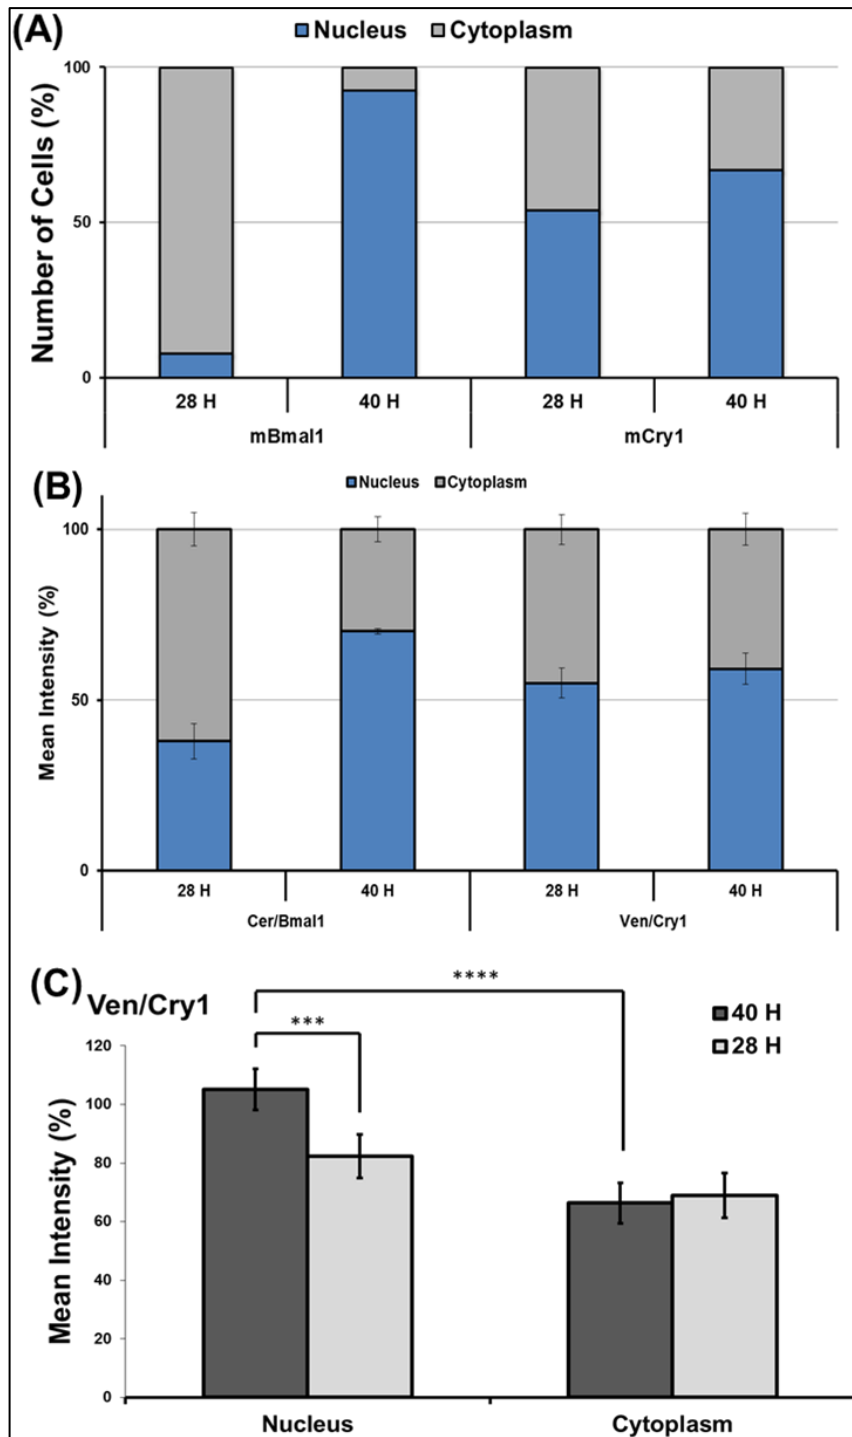 (A)
Nucleus Cytoplasm
Number of Cells (%)
100
50
0
28 H 40 H 28 H 40 H
mBmal1 mCry1
(B)
Nucleus Cytoplasm
Mean Intensity (%)
100
50
0
28 H 40 H 28 H 40 H
Cer/Bmal1 Ven/Cry1
(C)
Ven/Cry1
****
***
40 H
28 H
Mean Intensity (%)
120
100
80
60
40
20
0
Nucleus Cytoplasm